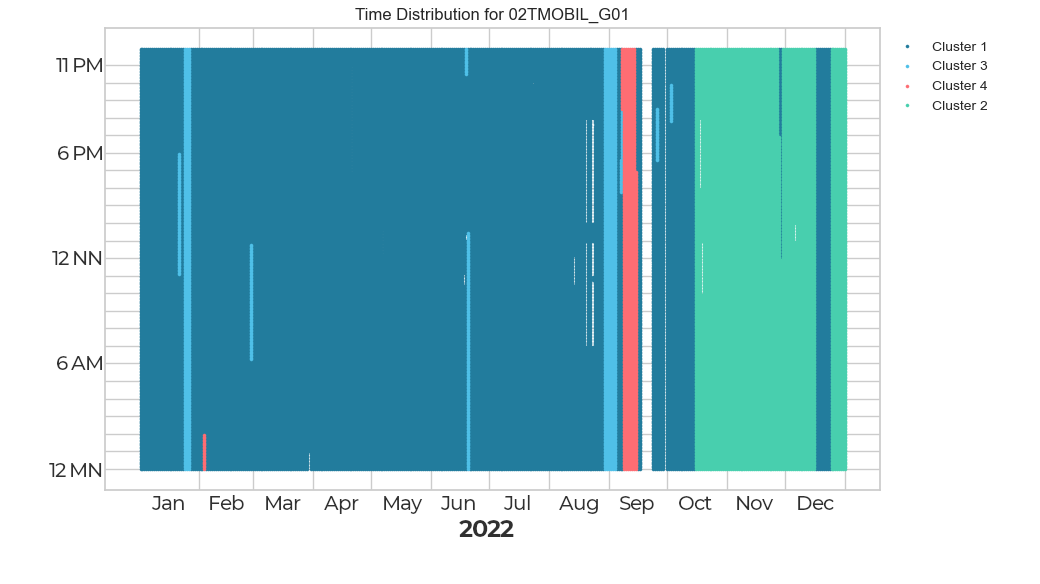 Time Distribution for 02TMOBIL_G01
Cluster 1
Cluster 3
Cluster 4
Cluster 2
11 PM
6 PM
12 NN
6 AM
12 MN
Jan Feb Mar Apr May Jun Jul Aug Sep Oct Nov Dec
2022